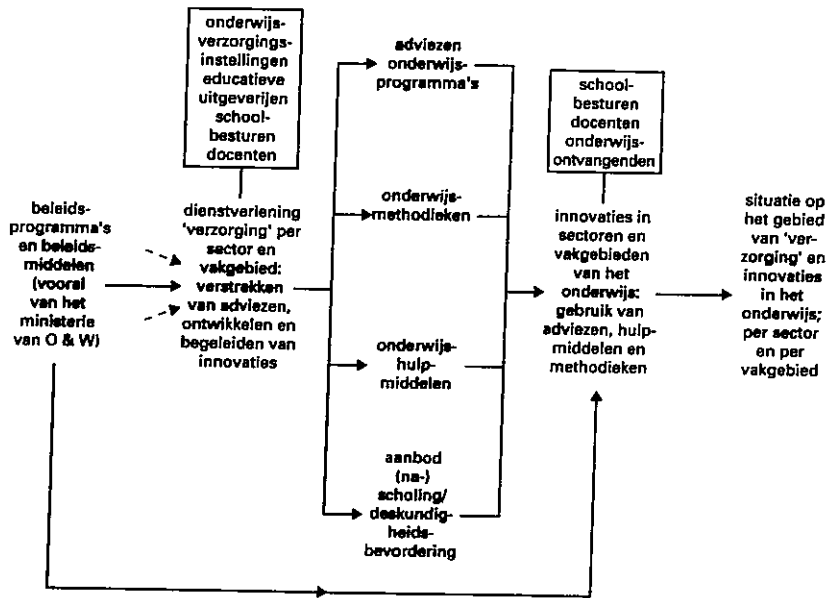 onderwijs-
verzorgings-
instellingen
educatieve
uitgeverijen
school-
besturen
docenten
beleids-
programma's
en beleids-
middelen
(vooral
van het
ministerie
van O & W)
dienstverlening
'verzorging' per
sector en
vakgebied:
verstrekken
van adviezen,
ontwikkelen en
begeleiden van
innovaties
adviezen
onderwijs-
programma's
onderwijs-
methodieken
onderwijs-
hulp-
middelen
aanbod
(na-)
scholing/
deskundig-
heids-
bevordering
school-
besturen
docenten
onderwijs-
ontvangenden
innovaties in
sectoren en
vakgebieden
van het
onderwijs:
gebruik van
adviezen, hulp-
middelen en
methodieken
situatie op
het gebied
van 'ver-
zorging' en
innovaties
in het
onderwijs;
per sector
en per
vakgebied